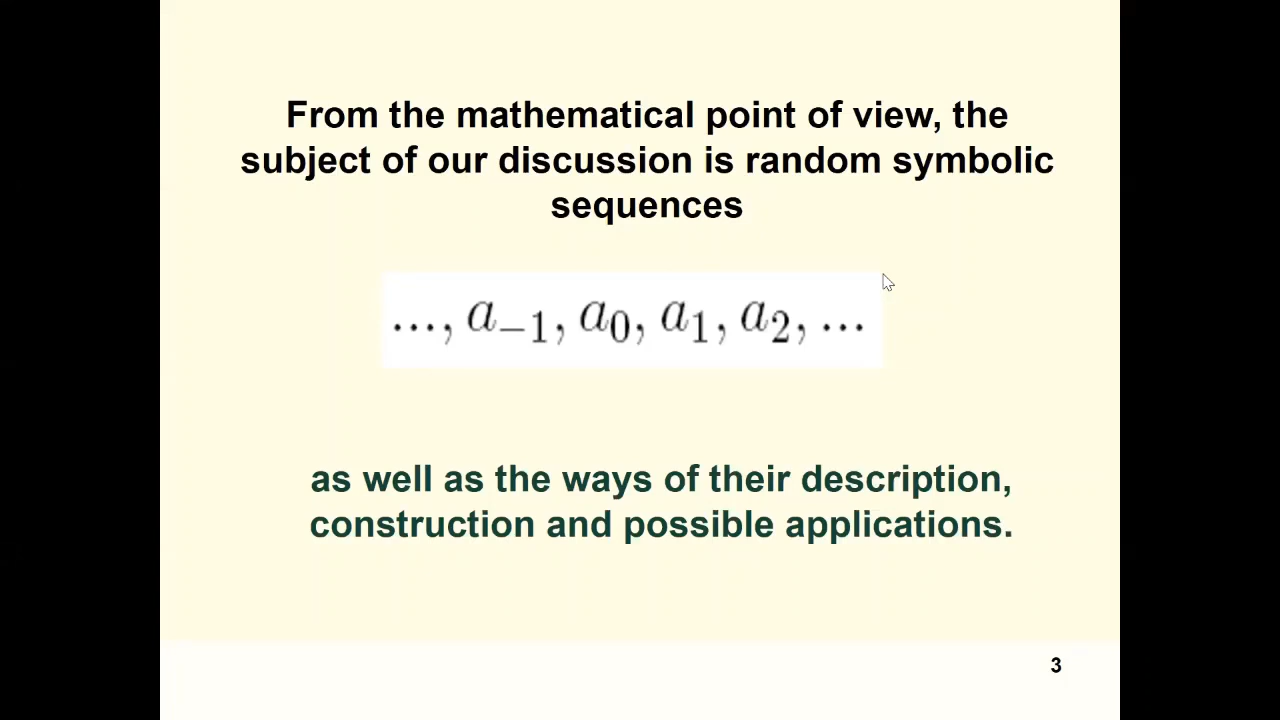 From the mathematical point of view, the
subject of our discussion is random symbolic
sequences
..., a₋₁, a₀, a₁, a₂, ...
as well as the ways of their description,
construction and possible applications.
3